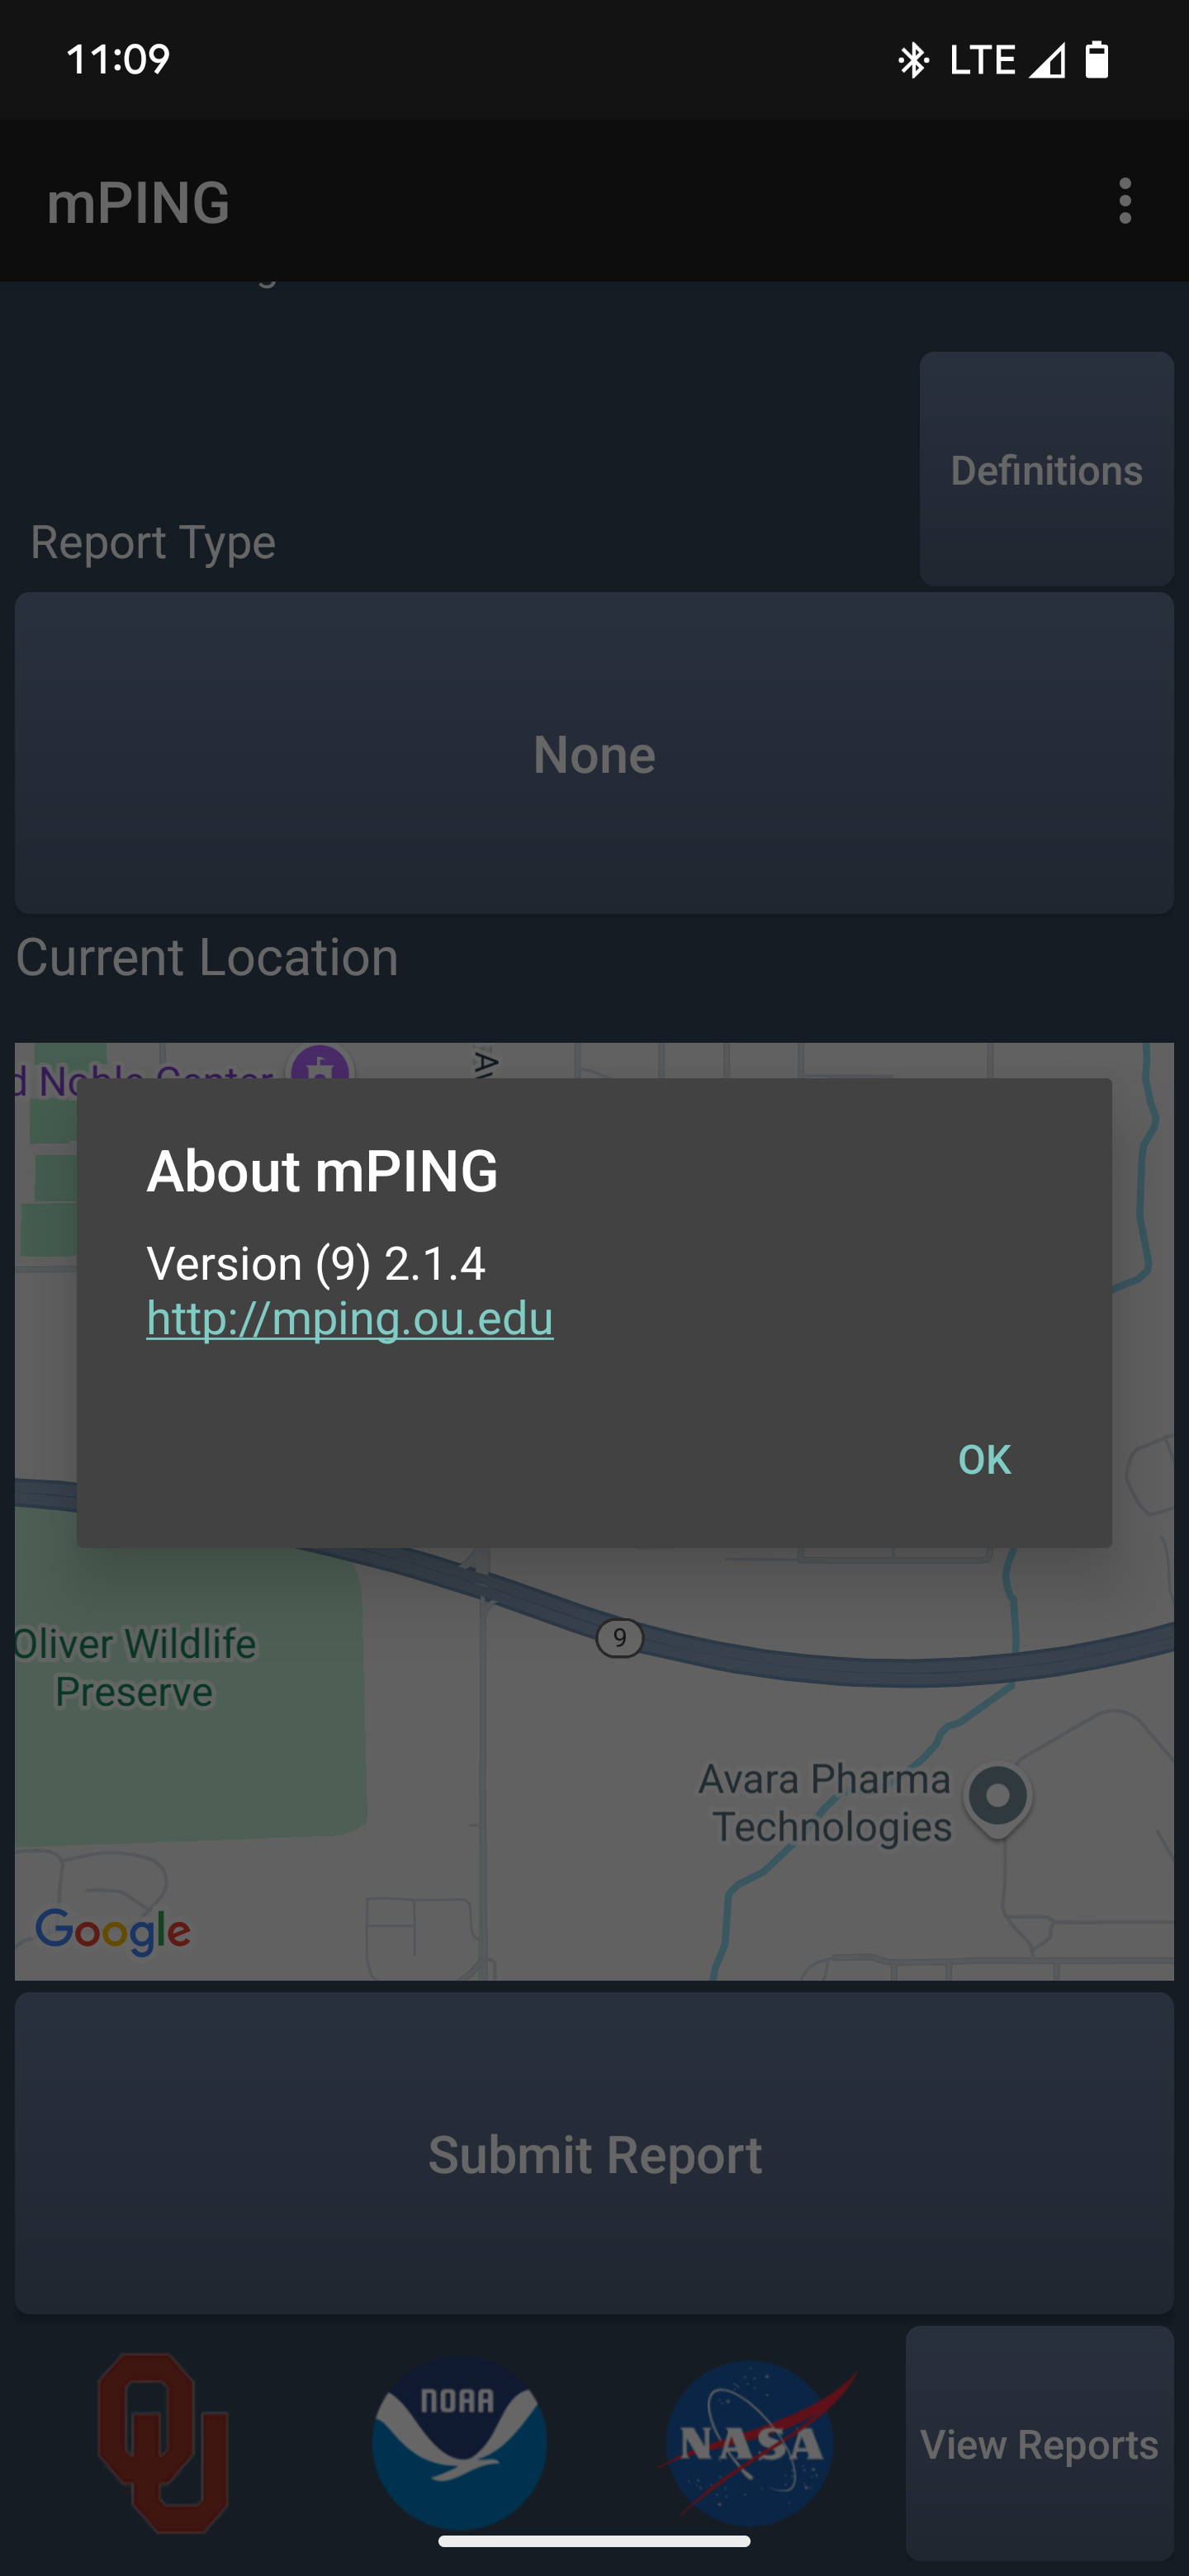 11:09
LTE
mPING
Definitions
Report Type
None
Current Location
d Noble Center
Av
About mPING
Version (9) 2.1.4
http://mping.ou.edu
OK
9
Oliver Wildlife
Preserve
Avara Pharma
Technologies
Google
Submit Report
OU
NOAA
NASA
View Reports